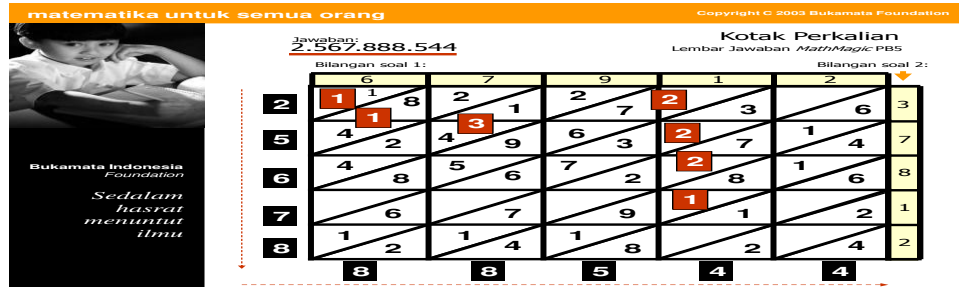 matematika untuk semua orang
Copyright © 2003 Bukamata Foundation
Jawaban:
2.567.888.544
Kotak Perkalian
Lembar Jawaban MathMagic PB5
Bilangan soal 1:
Bilangan soal 2:
6 7 9 1 2
2 1 1 8 2 1 2 7 2 3 6 3
1 3
5 4 2 4 9 6 3 2 7 1 4 7
6 4 8 5 6 7 2 2 8 1 6 8
7 6 7 9 1 1 2 1
8 1 2 1 4 1 8 2 4 2
8 8 5 4 4
Bukamata Indonesia
Foundation
Sedalam
hasrat
menuntut
ilmu